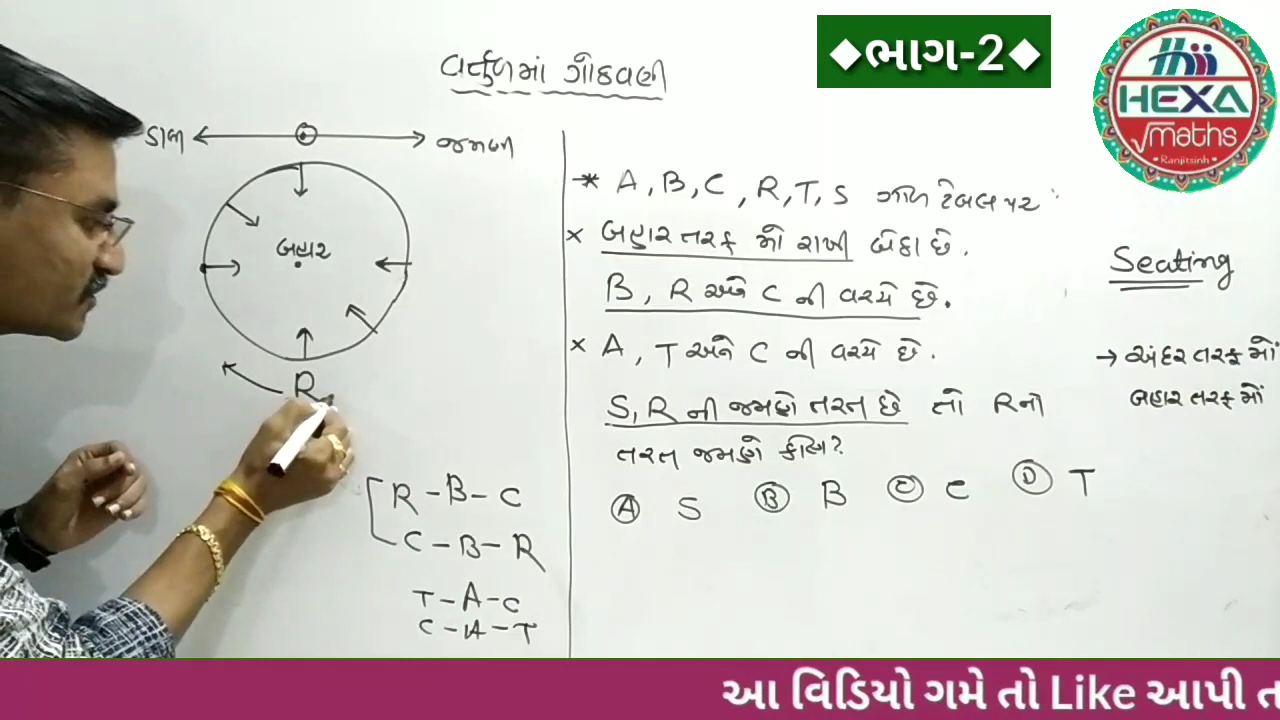 ◆ભાગ-2◆
HEXA
√maths
Ranjitsinh
વર્તુળમાં ગોઠવણી
ડાબી
જમણી
બહાર
R
R - B - C
C - B - R
T - A - C
C - A - T
* A, B, C, R, T, S ગોળ ટેબલ પર
× બહાર તરફ મોં રાખી બેઠા છે.
B, R અને C ની વચ્ચે છે.
× A, T અને C ની વચ્ચે છે.
S, R ની જમણે તરત છે તો R ની
તરત જમણે કોણ?
(A) S (B) B (C) C (D) T
Seating
→ અંદર તરફ મોં
બહાર તરફ મોં
આ વિડિયો ગમે તો Like આપી ત